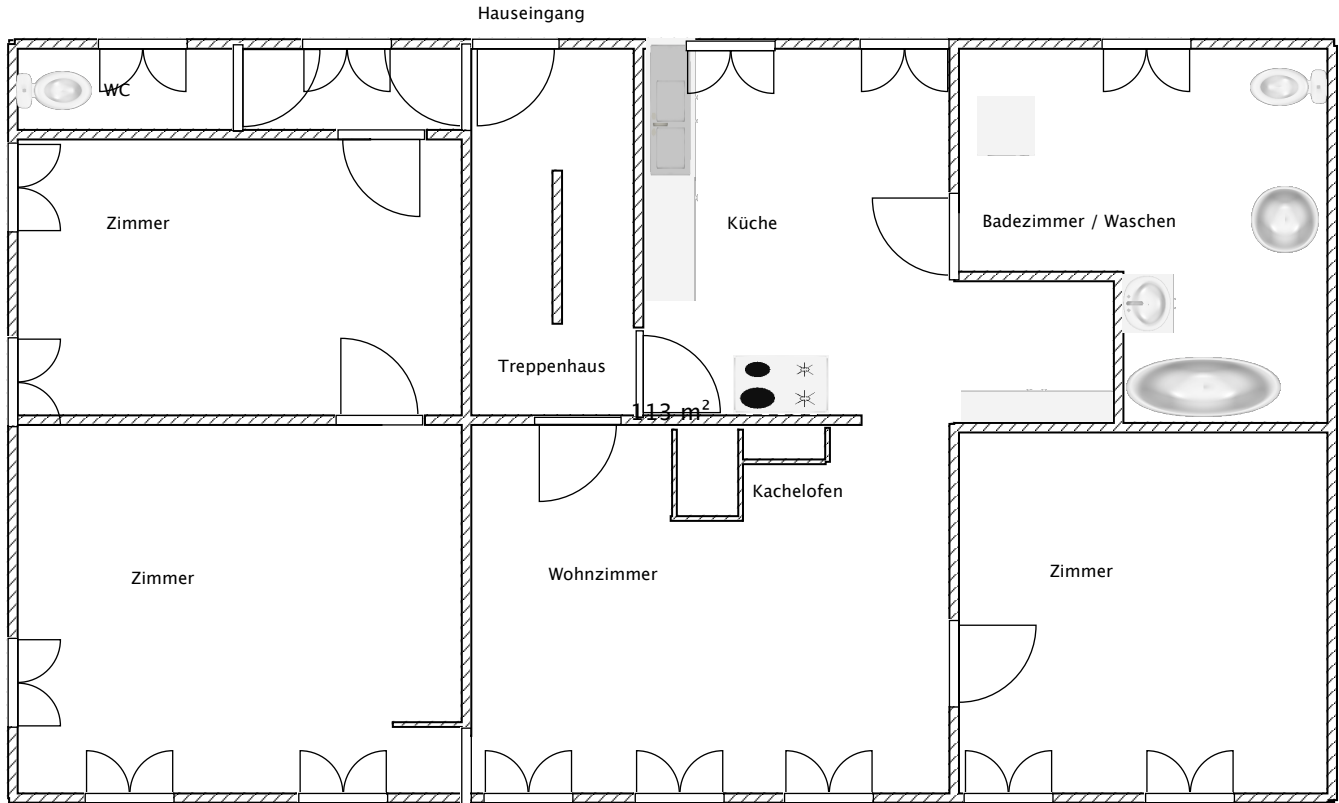 Hauseingang
WC
Zimmer
Küche
Badezimmer / Waschen
Treppenhaus
113 m²
Kachelofen
Zimmer
Wohnzimmer
Zimmer